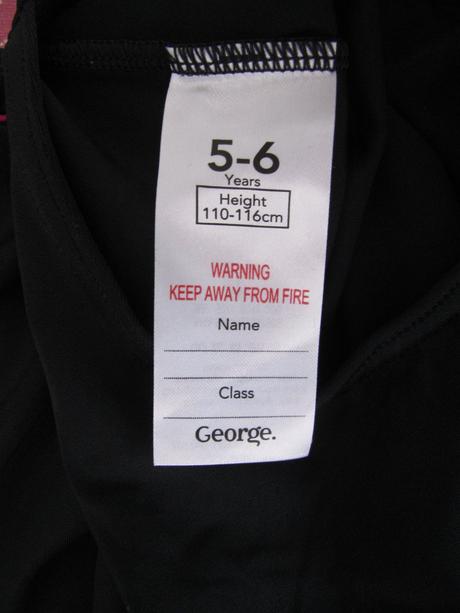 5-6
Years
Height
110-116cm
WARNING
KEEP AWAY FROM FIRE
Name
Class
George.